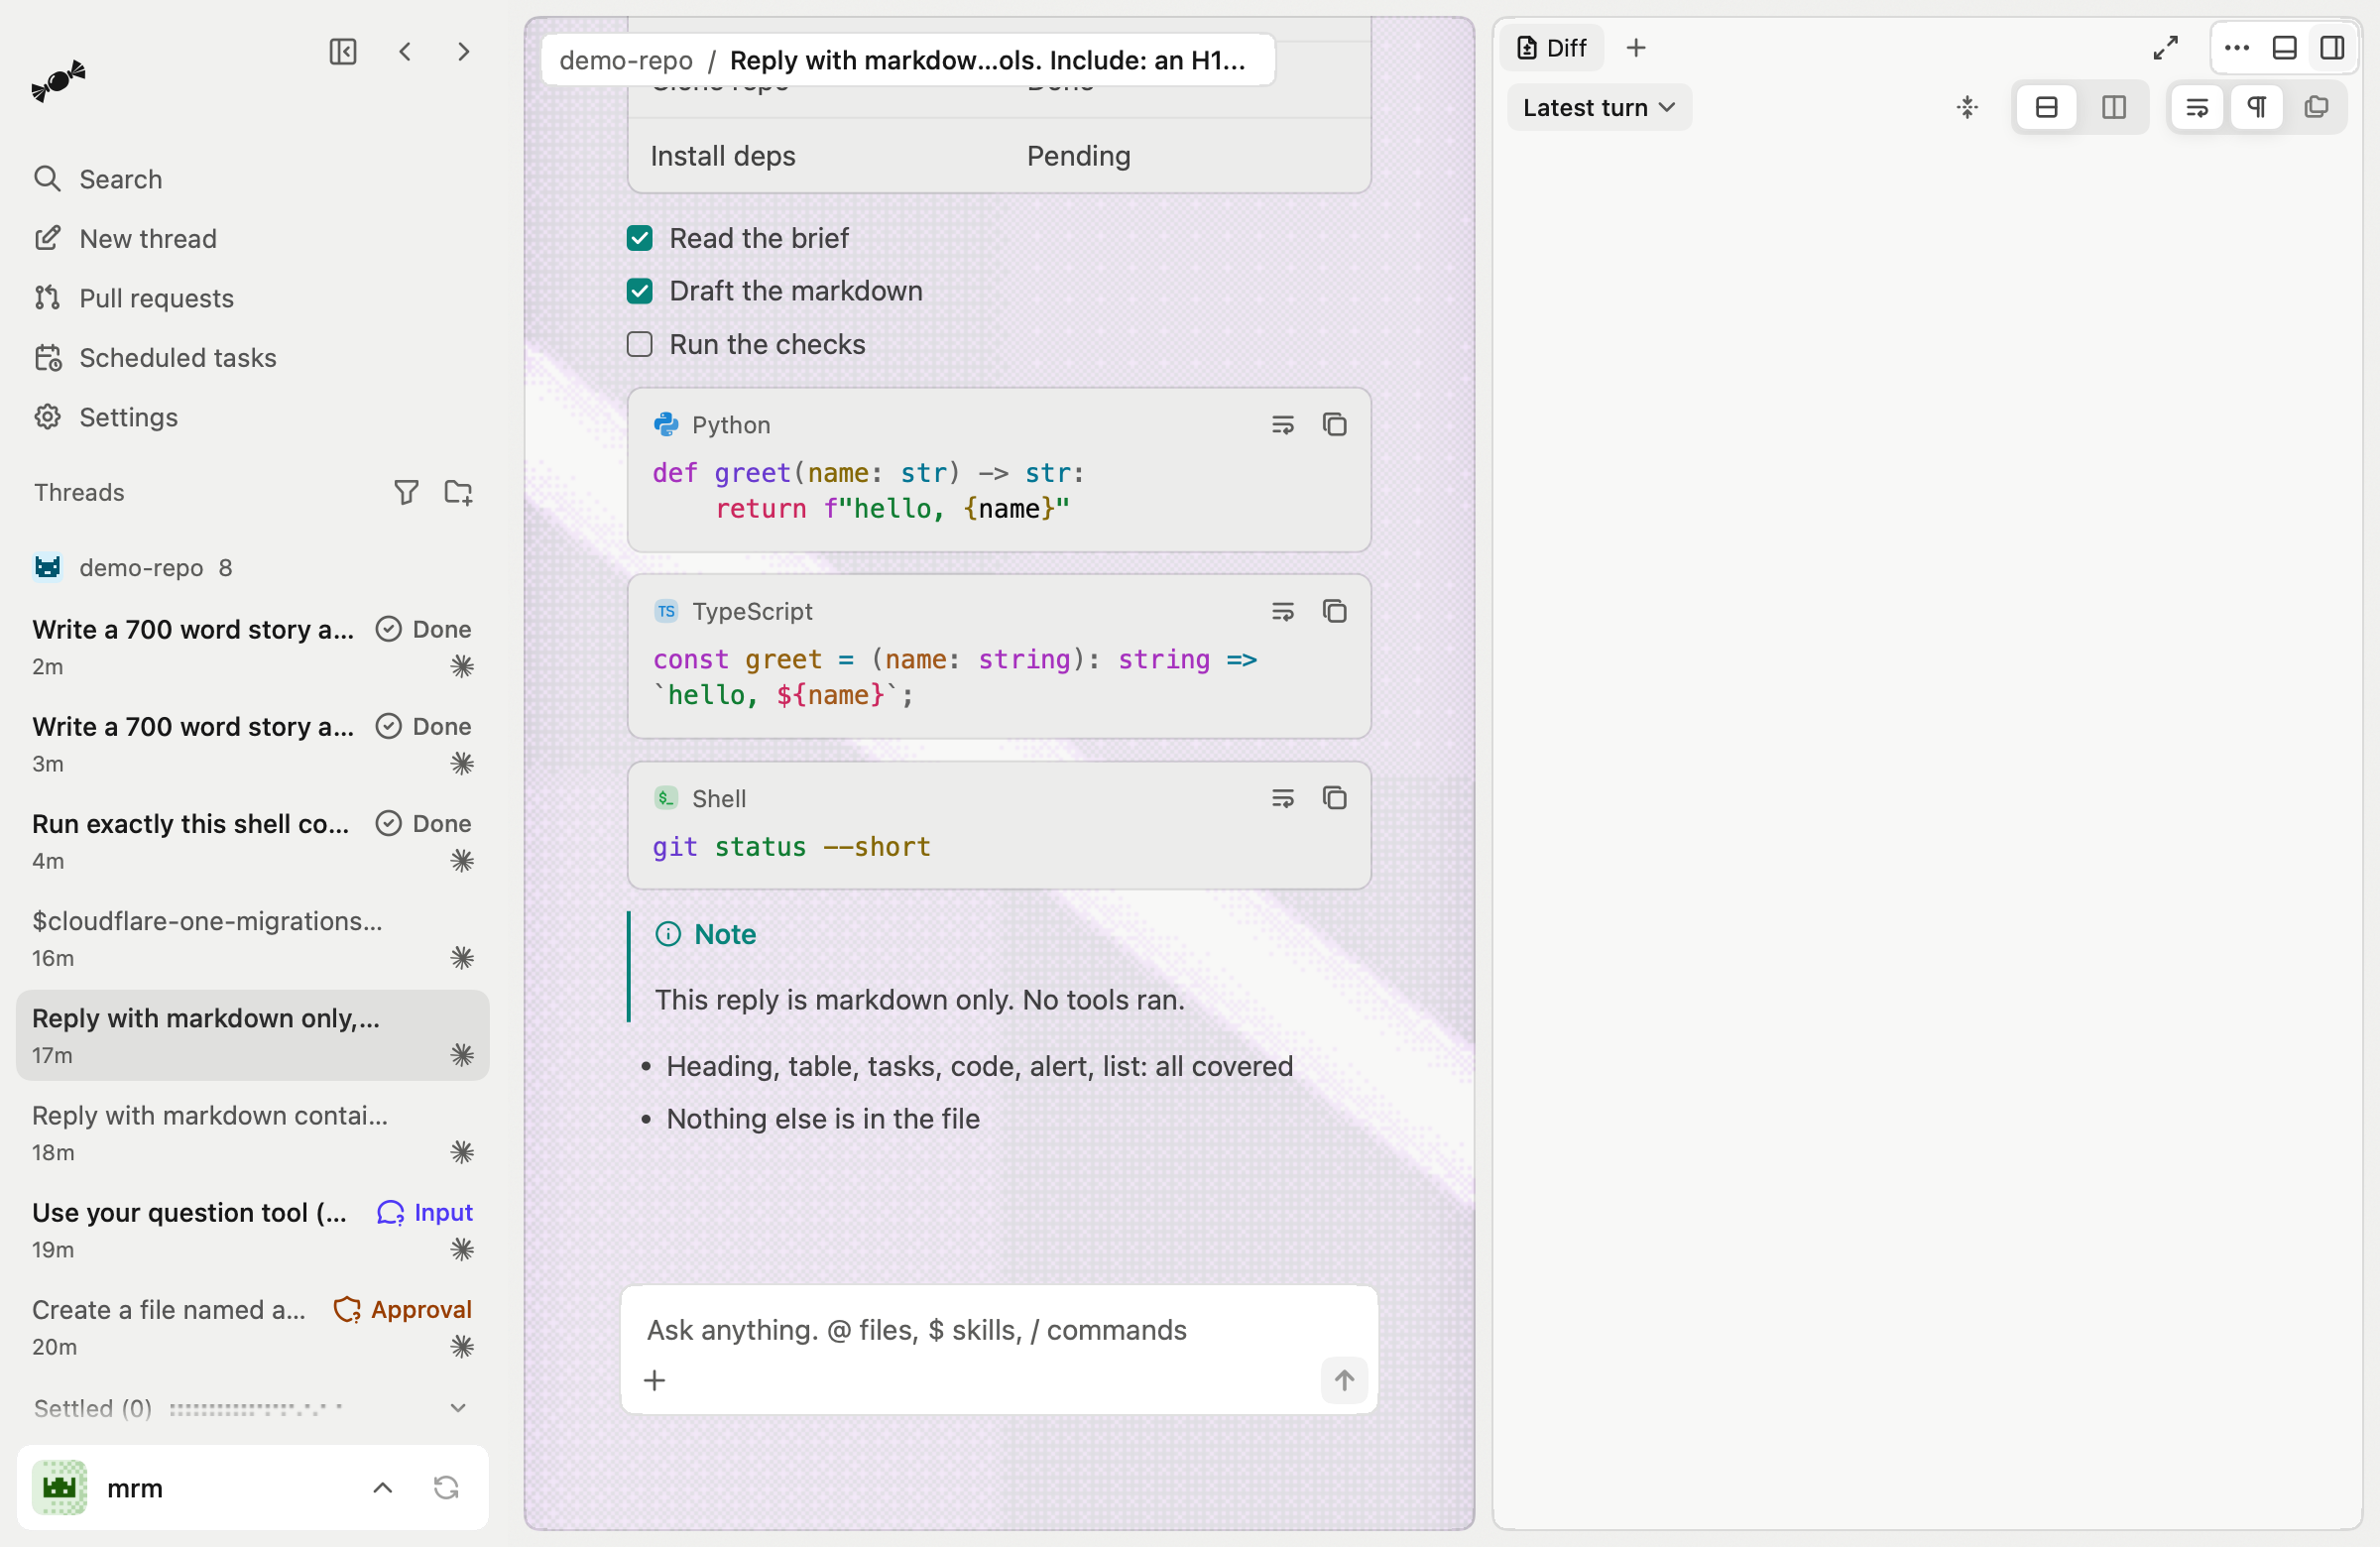 Search
New thread
Pull requests
Scheduled tasks
Settings
Threads
demo-repo 8
Write a 700 word story a... Done
2m
Write a 700 word story a... Done
3m
Run exactly this shell co... Done
4m
$cloudflare-one-migrations...
16m
Reply with markdown only,...
17m
Reply with markdown contai...
18m
Use your question tool (... Input
19m
Create a file named a... Approval
20m
Settled (0)
mrm
demo-repo / Reply with markdow...ols. Include: an H1...
Install deps Pending
Read the brief
Draft the markdown
Run the checks
Python
def greet(name: str) -> str:
return f"hello, {name}"
TS TypeScript
const greet = (name: string): string =>
`hello, ${name}`;
$_ Shell
git status --short
Note
This reply is markdown only. No tools ran.
• Heading, table, tasks, code, alert, list: all covered
• Nothing else is in the file
Ask anything. @ files, $ skills, / commands
Diff
Latest turn